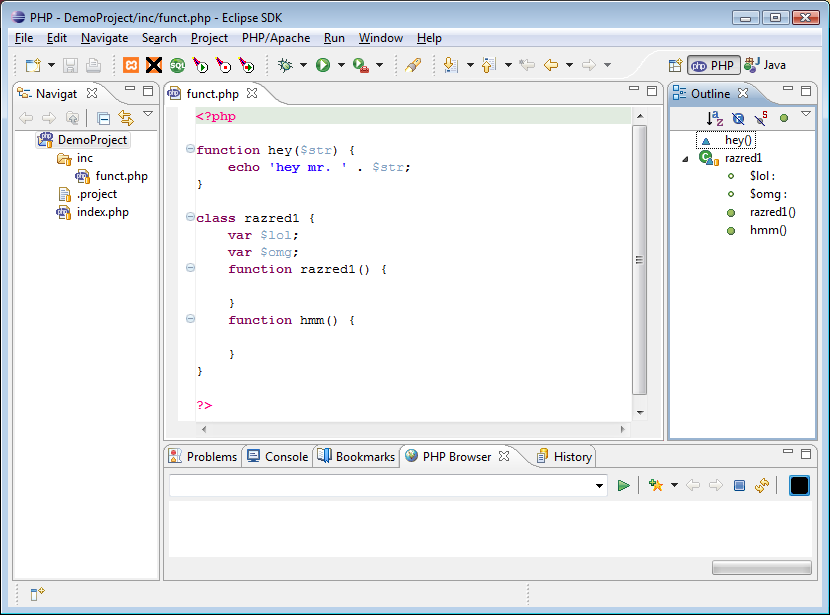 PHP - DemoProject/inc/funct.php - Eclipse SDK
File Edit Navigate Search Project PHP/Apache Run Window Help
SQL
PHP Java
Navigat
funct.php
Outline
DemoProject
inc
funct.php
.project
index.php
<?php
function hey($str) {
echo 'hey mr. ' . $str;
}
class razred1 {
var $lol;
var $omg;
function razred1() {
}
function hmm() {
}
}
?>
hey()
razred1
$lol :
$omg :
razred1()
hmm()
Problems Console Bookmarks PHP Browser History